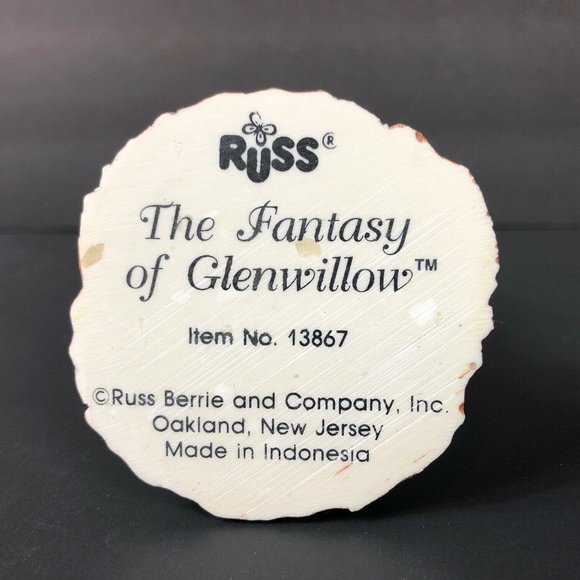 RUSS®
The Fantasy
of Glenwillow™
Item No. 13867
©Russ Berrie and Company, Inc.
Oakland, New Jersey
Made in Indonesia